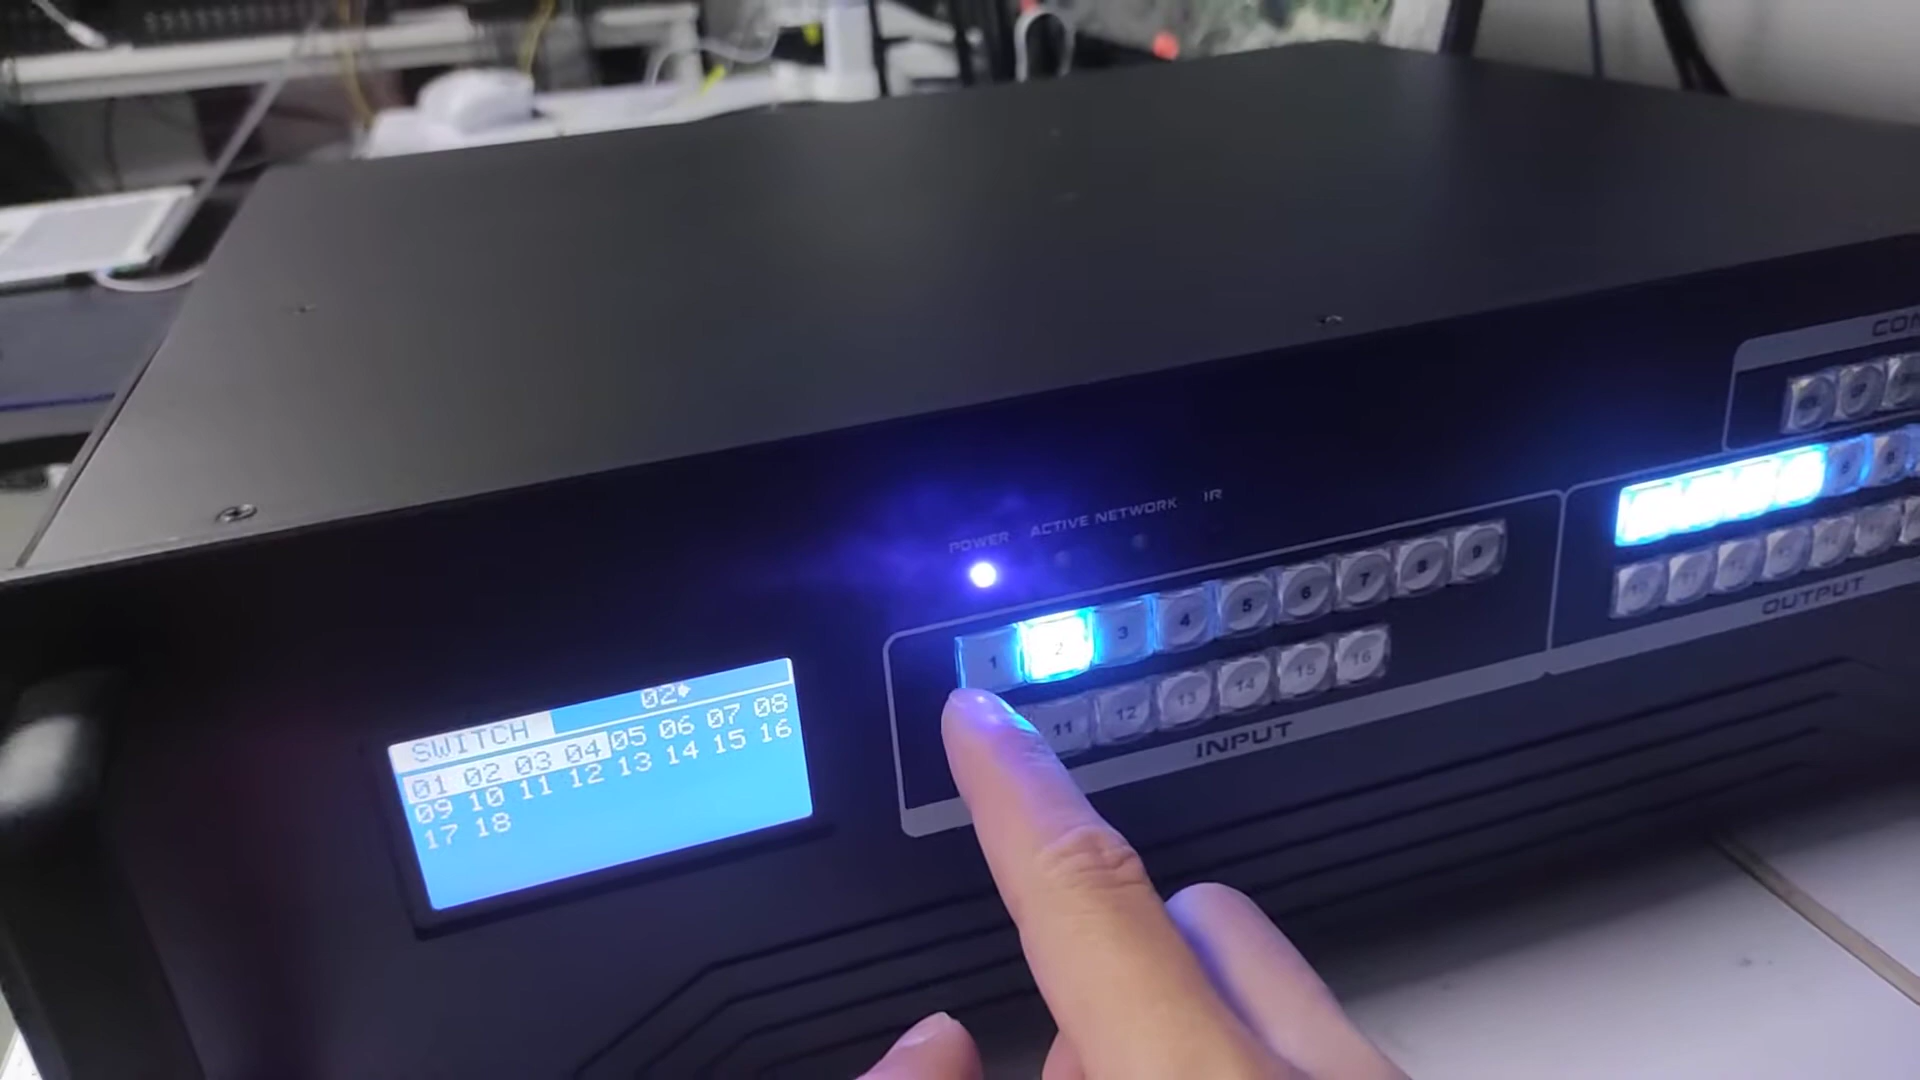 CON
POWER ACTIVE NETWORK IR
1 2 3 4 5 6 7 8 9
11 12 13 14 15 16
INPUT
OUTPUT
SWITCH 02
01 02 03 04 05 06 07 08
09 10 11 12 13 14 15 16
17 18